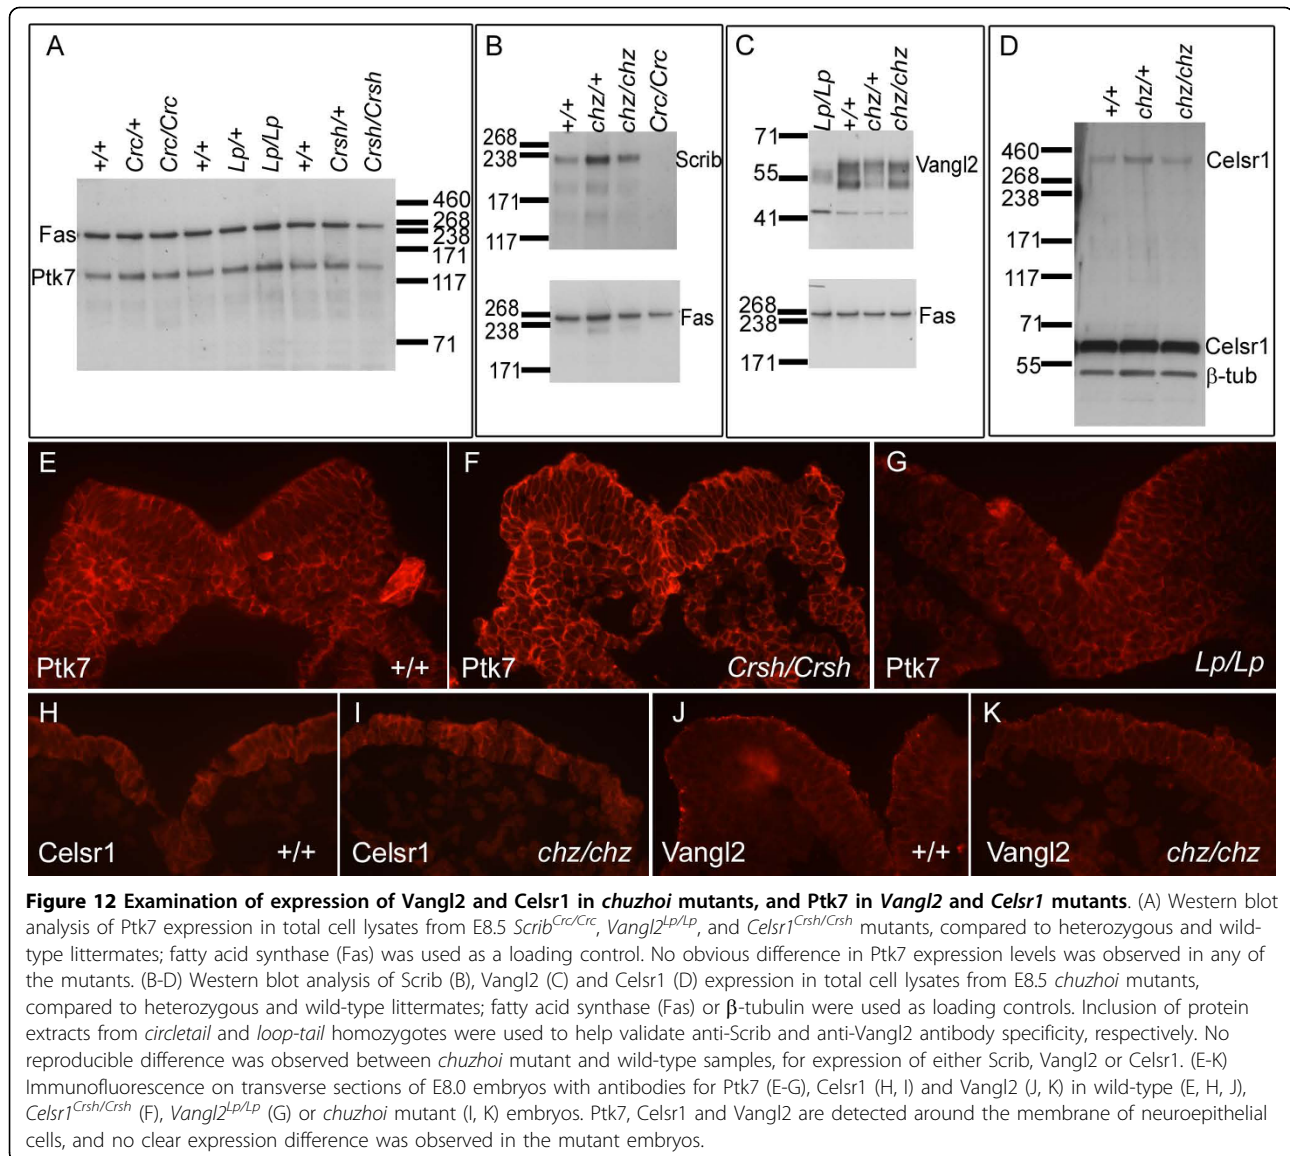 A
+/+
Crc/+
Crc/Crc
+/+
Lp/+
Lp/Lp
+/+
Crsh/+
Crsh/Crsh
Fas
Ptk7
460
268
238
171
117
71
B
+/+
chz/+
chz/chz
Crc/Crc
268
238
171
117
Scrib
268
238
171
Fas
C
Lp/Lp
+/+
chz/+
chz/chz
71
55
41
Vangl2
268
238
171
Fas
D
+/+
chz/+
chz/chz
460
268
238
171
117
71
55
Celsr1
Celsr1
β-tub
E
Ptk7
+/+
F
Ptk7
Crsh/Crsh
G
Ptk7
Lp/Lp
H
Celsr1
+/+
I
Celsr1
chz/chz
J
Vangl2
+/+
K
Vangl2
chz/chz
Figure 12 Examination of expression of Vangl2 and Celsr1 in chuzhoi mutants, and Ptk7 in Vangl2 and Celsr1 mutants. (A) Western blot
analysis of Ptk7 expression in total cell lysates from E8.5 Scrib^Crc/Crc, Vangl2^Lp/Lp, and Celsr1^Crsh/Crsh mutants, compared to heterozygous and wild-
type littermates; fatty acid synthase (Fas) was used as a loading control. No obvious difference in Ptk7 expression levels was observed in any of
the mutants. (B-D) Western blot analysis of Scrib (B), Vangl2 (C) and Celsr1 (D) expression in total cell lysates from E8.5 chuzhoi mutants,
compared to heterozygous and wild-type littermates; fatty acid synthase (Fas) or β-tubulin were used as loading controls. Inclusion of protein
extracts from circletail and loop-tail homozygotes were used to help validate anti-Scrib and anti-Vangl2 antibody specificity, respectively. No
reproducible difference was observed between chuzhoi mutant and wild-type samples, for expression of either Scrib, Vangl2 or Celsr1. (E-K)
Immunofluorescence on transverse sections of E8.0 embryos with antibodies for Ptk7 (E-G), Celsr1 (H, I) and Vangl2 (J, K) in wild-type (E, H, J),
Celsr1^Crsh/Crsh (F), Vangl2^Lp/Lp (G) or chuzhoi mutant (I, K) embryos. Ptk7, Celsr1 and Vangl2 are detected around the membrane of neuroepithelial
cells, and no clear expression difference was observed in the mutant embryos.